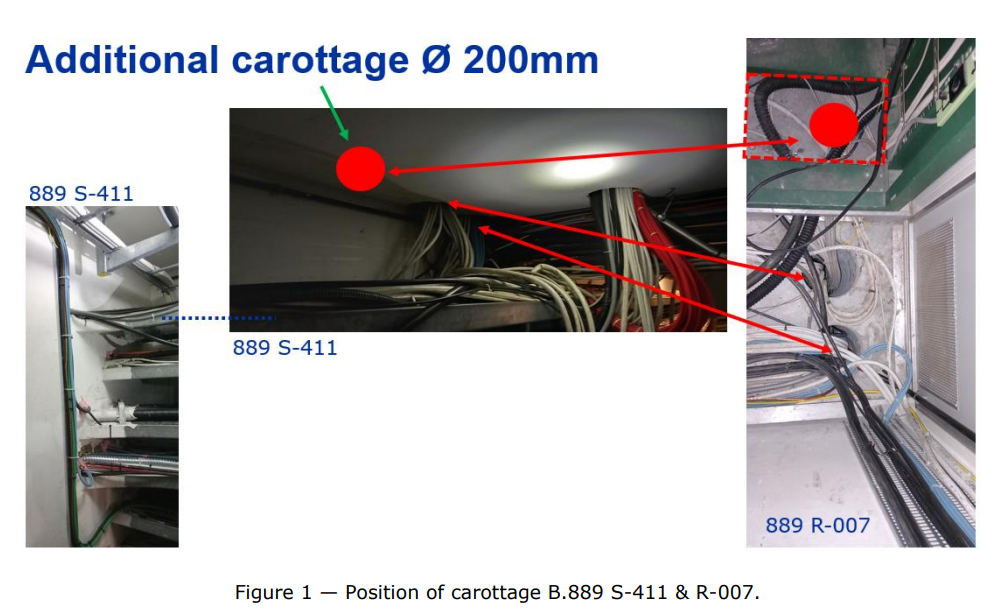 Additional carottage Ø 200mm
889 S-411
889 S-411
889 R-007
Figure 1 — Position of carottage B.889 S-411 & R-007.